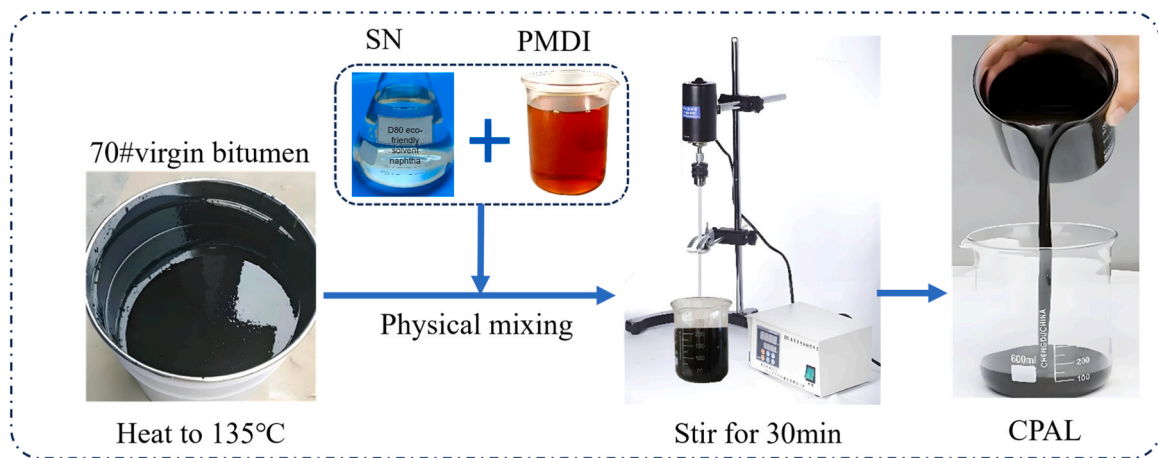 SN
PMDI
D80 eco-
friendly
solvent
naphtha
70#virgin bitumen
Physical mixing
Heat to 135°C
Stir for 30min
CPAL
CHENGDUCHINA
600ml
200
100